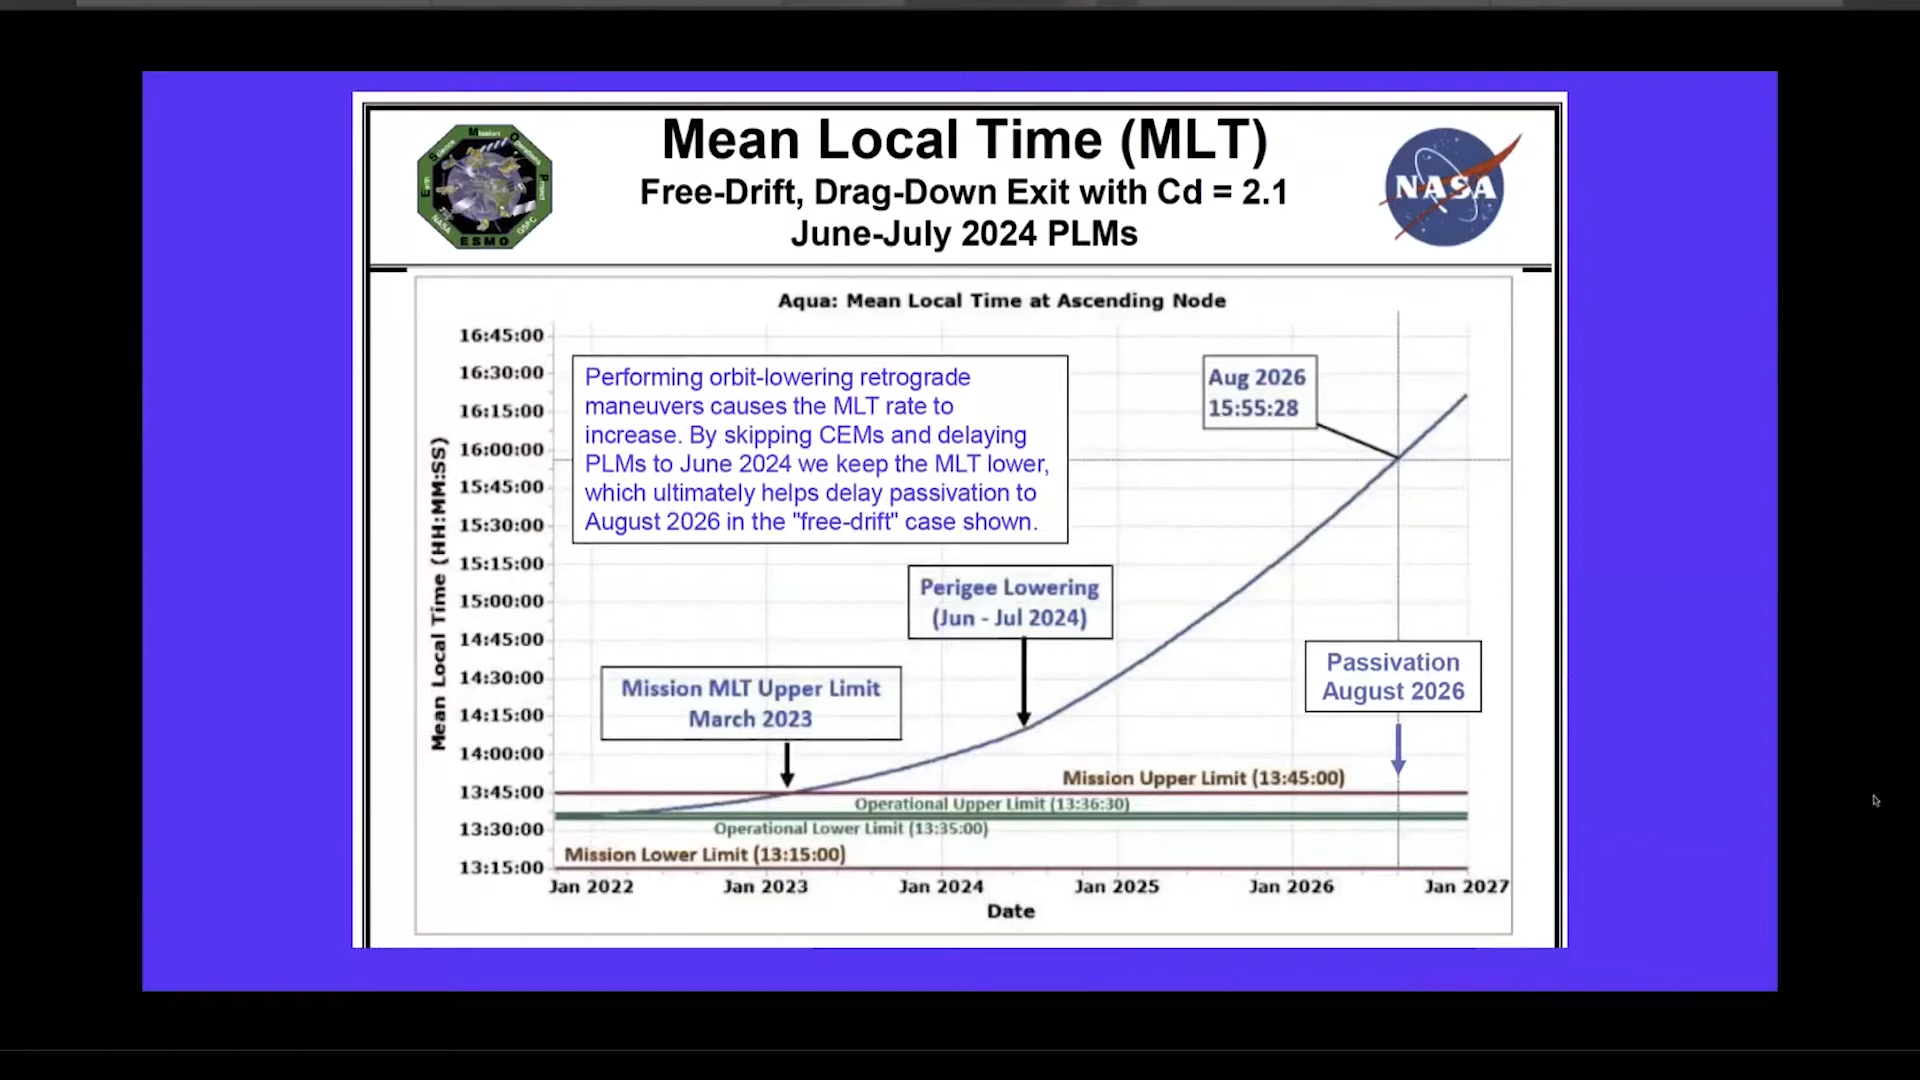 Mean Local Time (MLT)
Free-Drift, Drag-Down Exit with Cd = 2.1
June-July 2024 PLMs
Earth Science Mission Operations Project
NASA GSFC
ESMO
NASA
Aqua: Mean Local Time at Ascending Node
Mean Local Time (HH:MM:SS)
16:45:00
16:30:00
16:15:00
16:00:00
15:45:00
15:30:00
15:15:00
15:00:00
14:45:00
14:30:00
14:15:00
14:00:00
13:45:00
13:30:00
13:15:00
Performing orbit-lowering retrograde
maneuvers causes the MLT rate to
increase. By skipping CEMs and delaying
PLMs to June 2024 we keep the MLT lower,
which ultimately helps delay passivation to
August 2026 in the "free-drift" case shown.
Aug 2026
15:55:28
Perigee Lowering
(Jun - Jul 2024)
Mission MLT Upper Limit
March 2023
Passivation
August 2026
Mission Upper Limit (13:45:00)
Operational Upper Limit (13:36:30)
Operational Lower Limit (13:35:00)
Mission Lower Limit (13:15:00)
Jan 2022
Jan 2023
Jan 2024
Jan 2025
Jan 2026
Jan 2027
Date